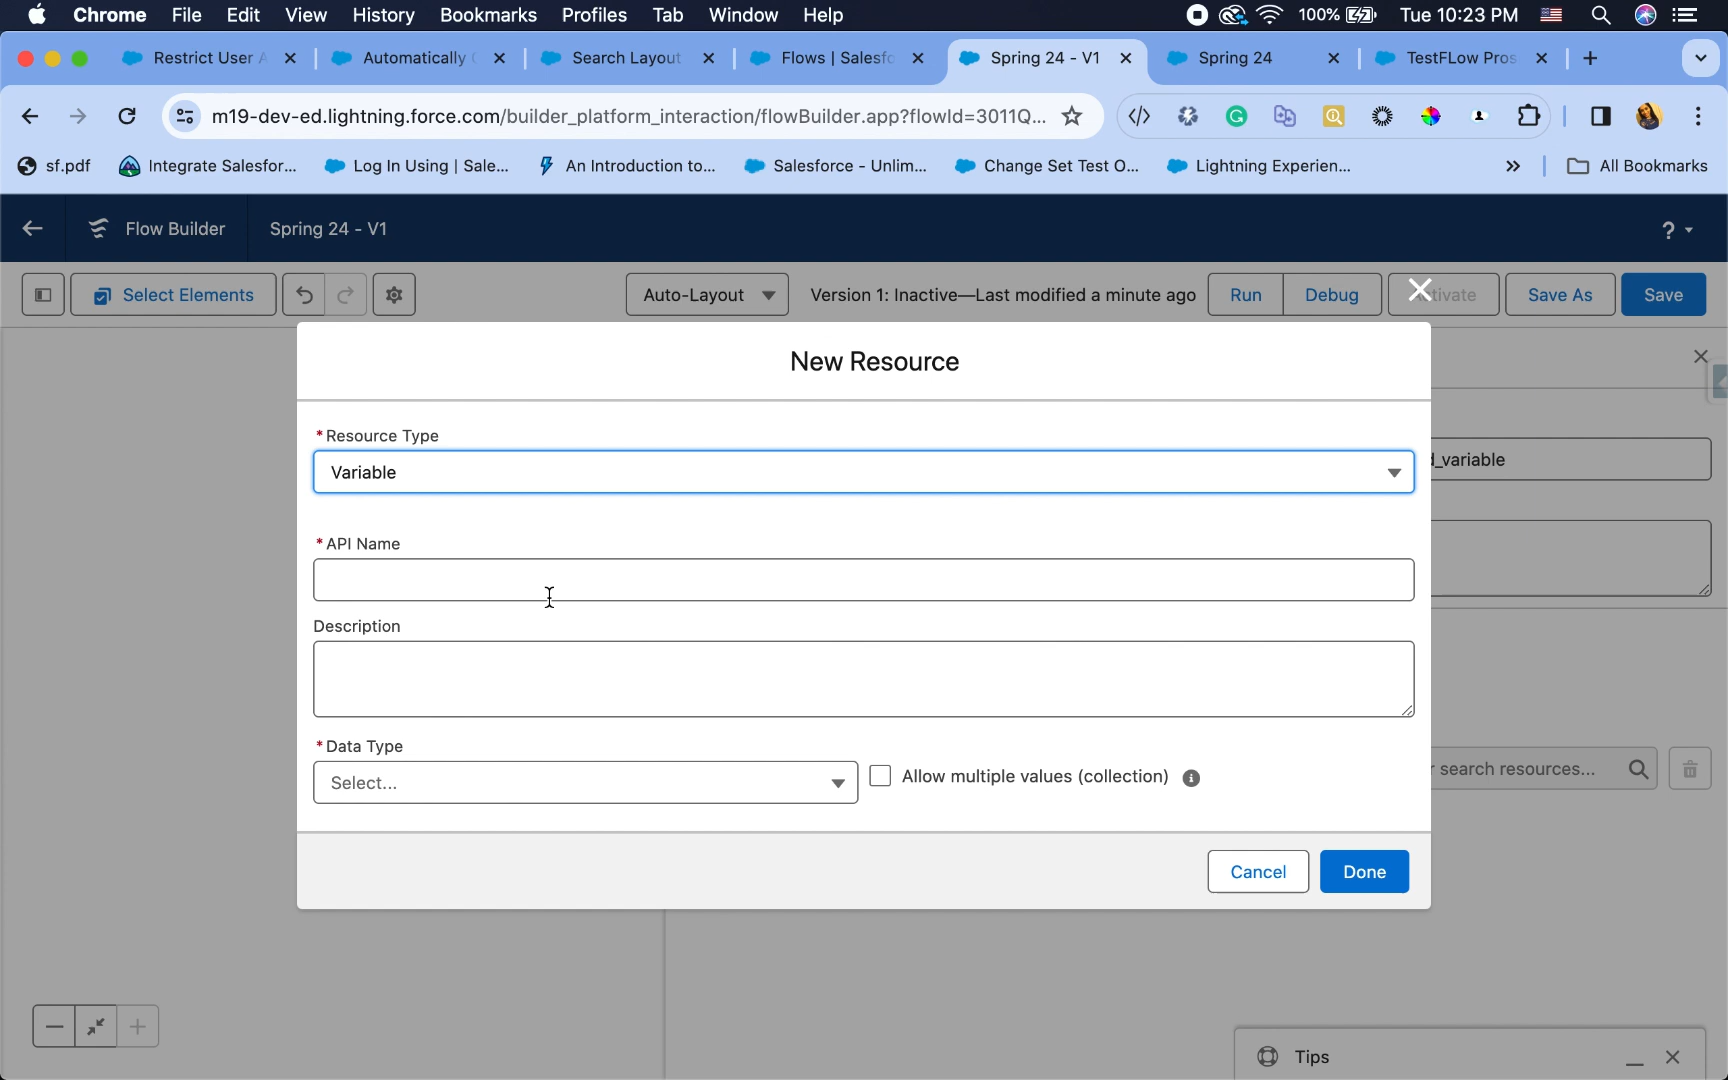 Chrome File Edit View History Bookmarks Profiles Tab Window Help 100% Tue 10:23 PM
Restrict User A Automatically Search Layout Flows | Salesfo Spring 24 - V1 Spring 24 TestFLow Pros
m19-dev-ed.lightning.force.com/builder_platform_interaction/flowBuilder.app?flowId=3011Q...
sf.pdf Integrate Salesfor... Log In Using | Sale... An Introduction to... Salesforce - Unlim... Change Set Test O... Lightning Experien... » All Bookmarks
Flow Builder Spring 24 - V1 ?
Select Elements Auto-Layout Version 1: Inactive—Last modified a minute ago Run Debug Save As Save
New Resource
*Resource Type
Variable
_variable
*API Name
Description
*Data Type
Select... Allow multiple values (collection)
r search resources...
Cancel Done
Tips